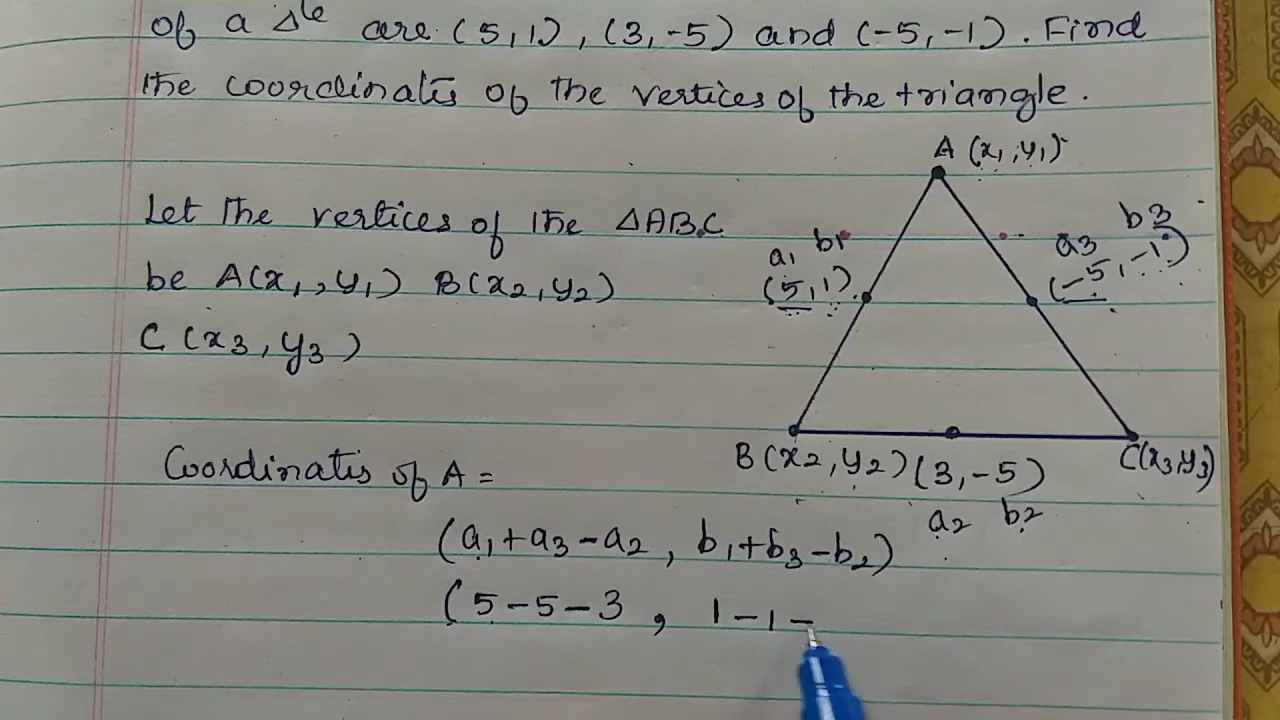 of a Δle are (5,1), (3,-5) and (-5,-1). Find
the coordinates of the vertices of the triangle.
A (x₁,y₁)
Let the vertices of the ΔABC
be A(x₁,y₁) B(x₂,y₂)
C (x₃,y₃)
a₁ b₁
(5,1)
a3 b3
(-5,-1)
B(x₂,y₂)
(3,-5)
a₂ b₂
C(x₃,y₃)
Coordinates of A =
(a₁+a₃-a₂, b₁+b₃-b₂)
(5-5-3, 1-1-